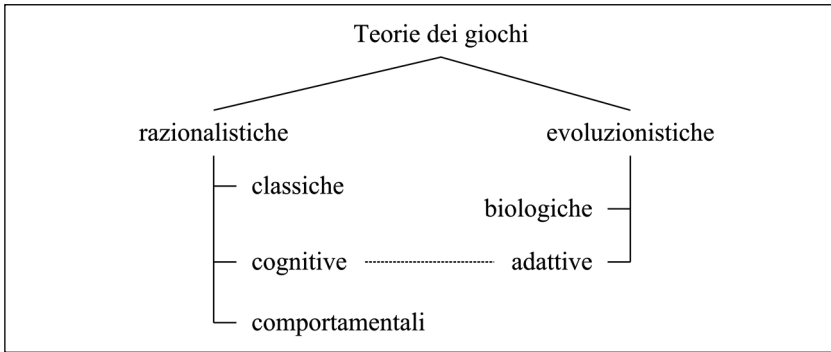 Teorie dei giochi
razionalistiche
evoluzionistiche
classiche
biologiche
cognitive
adattive
comportamentali